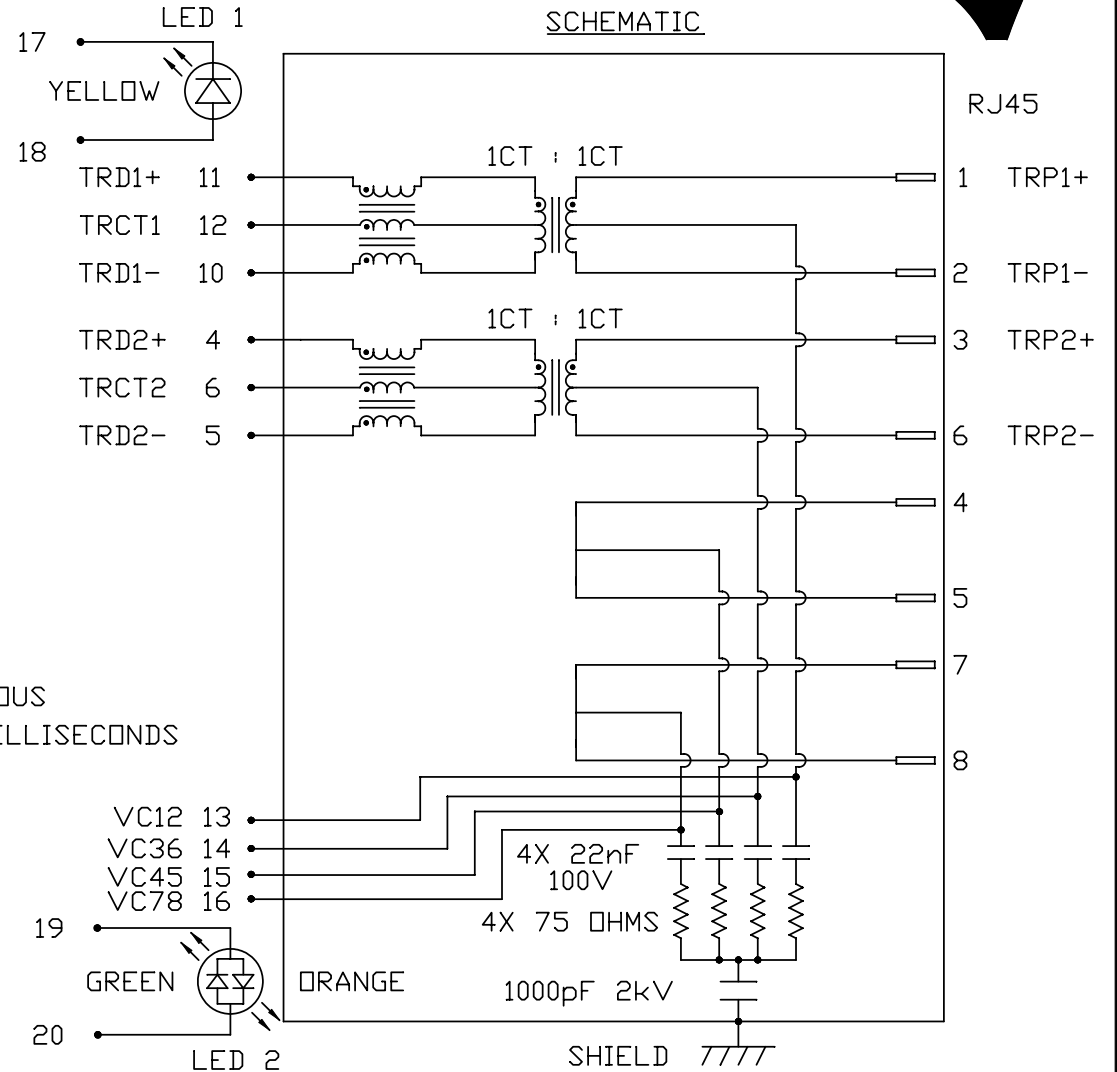 SCHEMATIC
LED 1
17
YELLOW
18
RJ45
1CT : 1CT
TRD1+ 11
1 TRP1+
TRCT1 12
TRD1- 10
2 TRP1-
1CT : 1CT
TRD2+ 4
3 TRP2+
TRCT2 6
TRD2- 5
6 TRP2-
4
5
7
OUS
LLISECONDS
8
VC12 13
VC36 14
VC45 15
VC78 16
4X 22nF
100V
4X 75 OHMS
19
GREEN
ORANGE
1000pF 2kV
20
LED 2
SHIELD